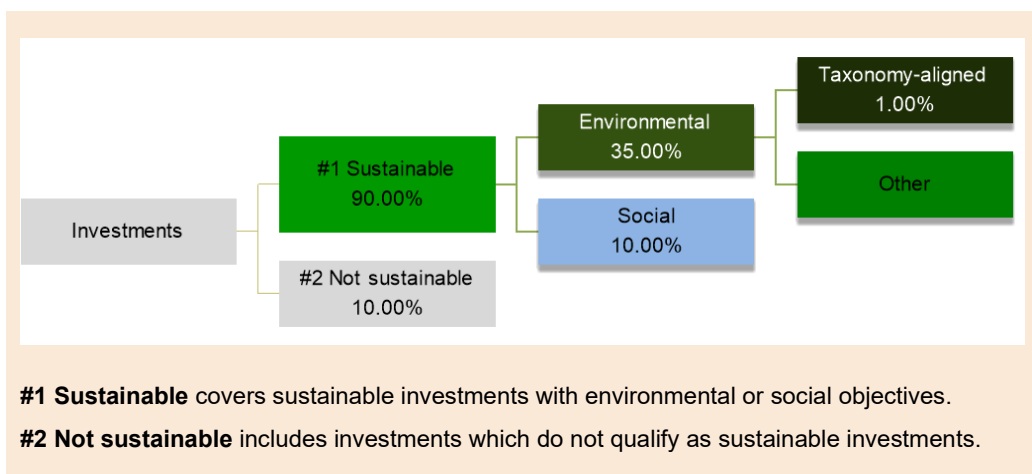 Investments
#1 Sustainable
90.00%
#2 Not sustainable
10.00%
Environmental
35.00%
Social
10.00%
Taxonomy-aligned
1.00%
Other
#1 Sustainable covers sustainable investments with environmental or social objectives.
#2 Not sustainable includes investments which do not qualify as sustainable investments.